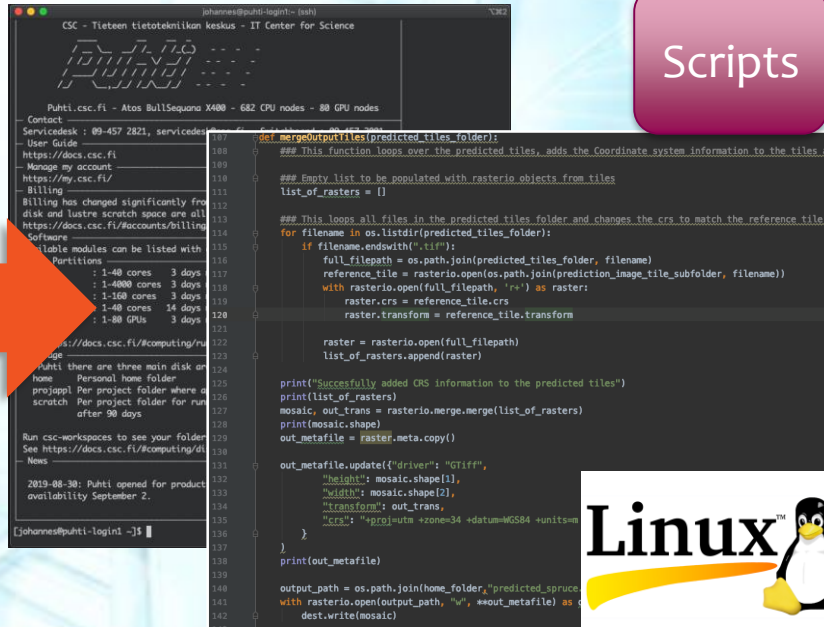 johannes@puhti-login1:~ (ssh)
CSC - Tieteen tietotekniikan keskus - IT Center for Science
Puhti.csc.fi - Atos BullSequana X400 - 682 CPU nodes - 80 GPU nodes
Contact
Servicedesk : 09-457 2821,
User Guide
https://docs.csc.fi
Manage my account
https://my.csc.fi/
Billing
Billing has changed significantly
disk and lustre scratch space are all
https://docs.csc.fi/#accounts/billing
Software
modules can be listed with
Partitions
: 1-40 cores 3 days
: 1-4000 cores 3 days
: 1-160 cores 3 days
: 1-40 cores 14 days
: 1-80 GPUs 3 days
Puhti there are three main disk
home Personal home folder
projappl Per project folder where
scratch Per project folder for
after 90 days
Run csc-workspaces to see your folder
See https://docs.csc.fi/#computing/di
News
2019-08-30: Puhti opened for product
availability September 2.
[johannes@puhti-login1 ~]$
Scripts
107 def mergeOutputTiles(predicted_tiles_folder):
108 ### This function loops over the predicted tiles, adds the Coordinate system information to the tiles
109
110 ### Empty list to be populated with rasterio objects from tiles
111 list_of_rasters = []
112
113 ### This loops all files in the predicted tiles folder and changes the crs to match the reference tile
114 for filename in os.listdir(predicted_tiles_folder):
115 if filename.endswith(".tif"):
116 full_filepath = os.path.join(predicted_tiles_folder, filename)
117 reference_tile = rasterio.open(os.path.join(prediction_image_tile_subfolder, filename))
118 with rasterio.open(full_filepath, 'r+') as raster:
119 raster.crs = reference_tile.crs
120 raster.transform = reference_tile.transform
121
122 raster = rasterio.open(full_filepath)
123 list_of_rasters.append(raster)
124
125 print("Succesfully added CRS information to the predicted tiles")
126 print(list_of_rasters)
127 mosaic, out_trans = rasterio.merge.merge(list_of_rasters)
128 print(mosaic.shape)
129 out_metafile = raster.meta.copy()
130
131 out_metafile.update({"driver": "GTiff",
132 "height": mosaic.shape[1],
133 "width": mosaic.shape[2],
134 "transform": out_trans,
135 "crs": "+proj=utm +zone=34 +datum=WGS84 +units=m
136 }
137 )
138 print(out_metafile)
139
140 output_path = os.path.join(home_folder,"predicted_spruce.
141 with rasterio.open(output_path, "w", **out_metafile) as
142 dest.write(mosaic)
Linux™